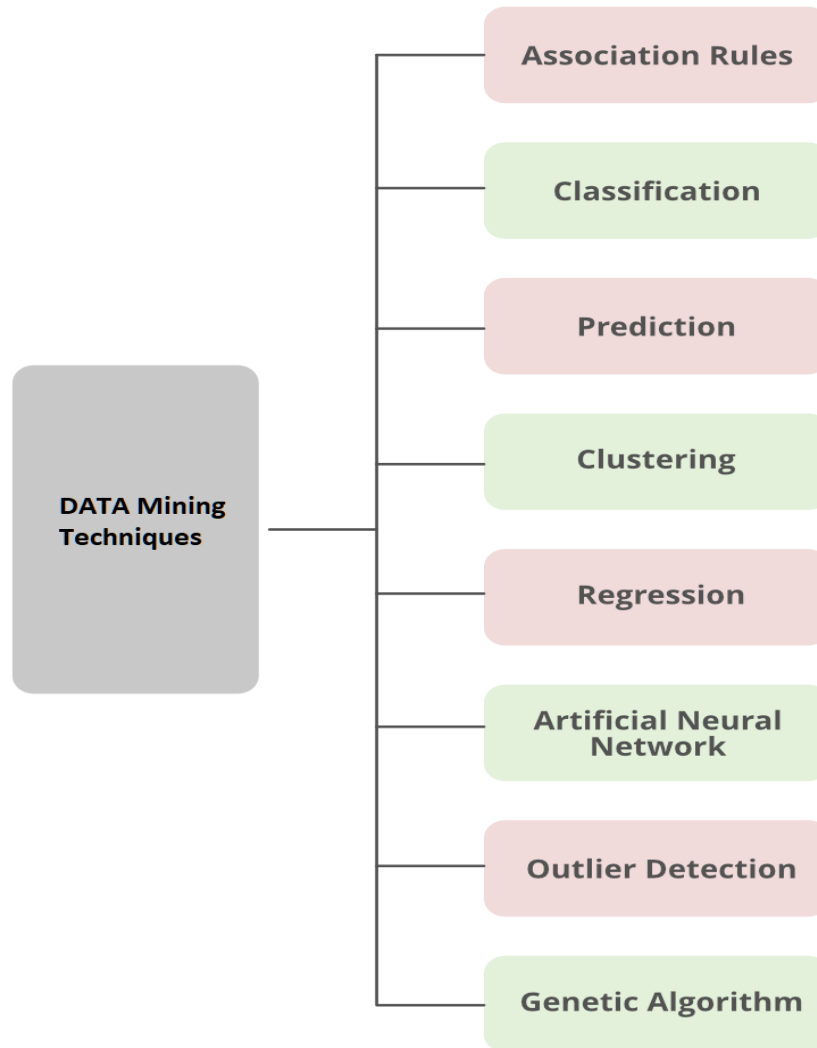 Association Rules
Classification
Prediction
Clustering
DATA Mining
Techniques
Regression
Artificial Neural
Network
Outlier Detection
Genetic Algorithm